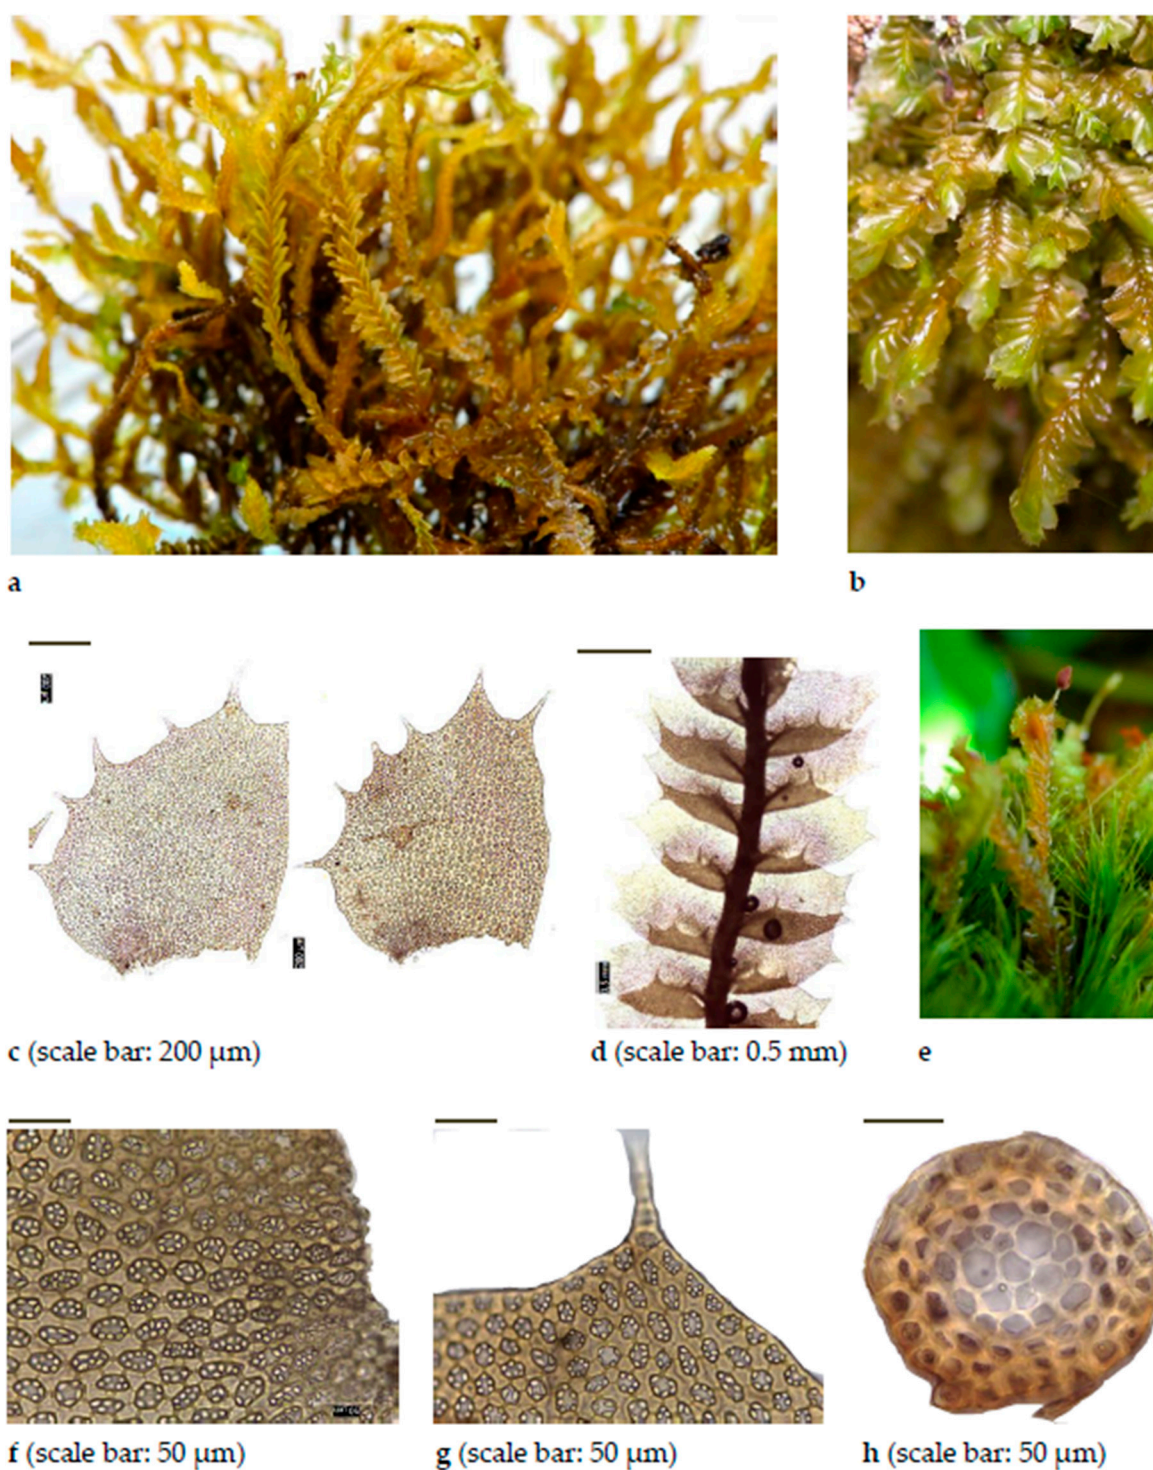 a
b
c (scale bar: 200 µm)
d (scale bar: 0.5 mm)
e
f (scale bar: 50 µm)
g (scale bar: 50 µm)
h (scale bar: 50 µm)